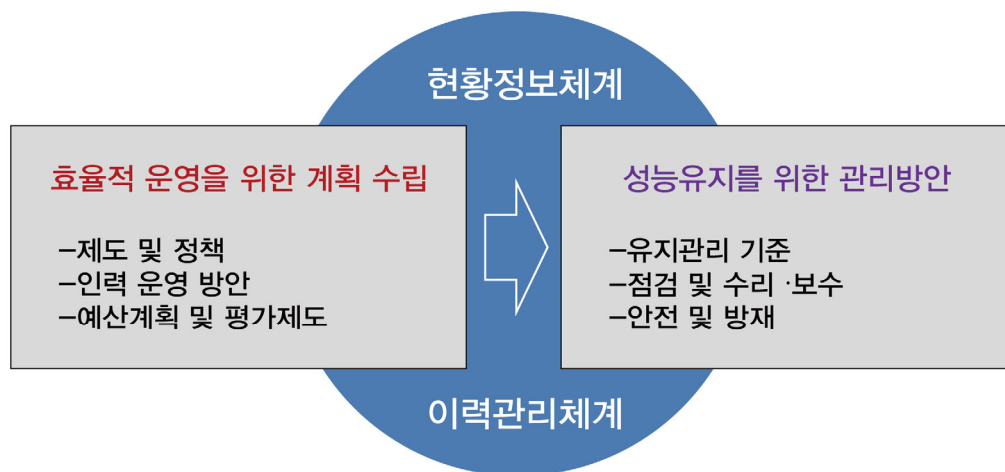 현황정보체계
효율적 운영을 위한 계획 수립
–제도 및 정책
–인력 운영 방안
–예산계획 및 평가제도
성능유지를 위한 관리방안
–유지관리 기준
–점검 및 수리 ·보수
–안전 및 방재
이력관리체계